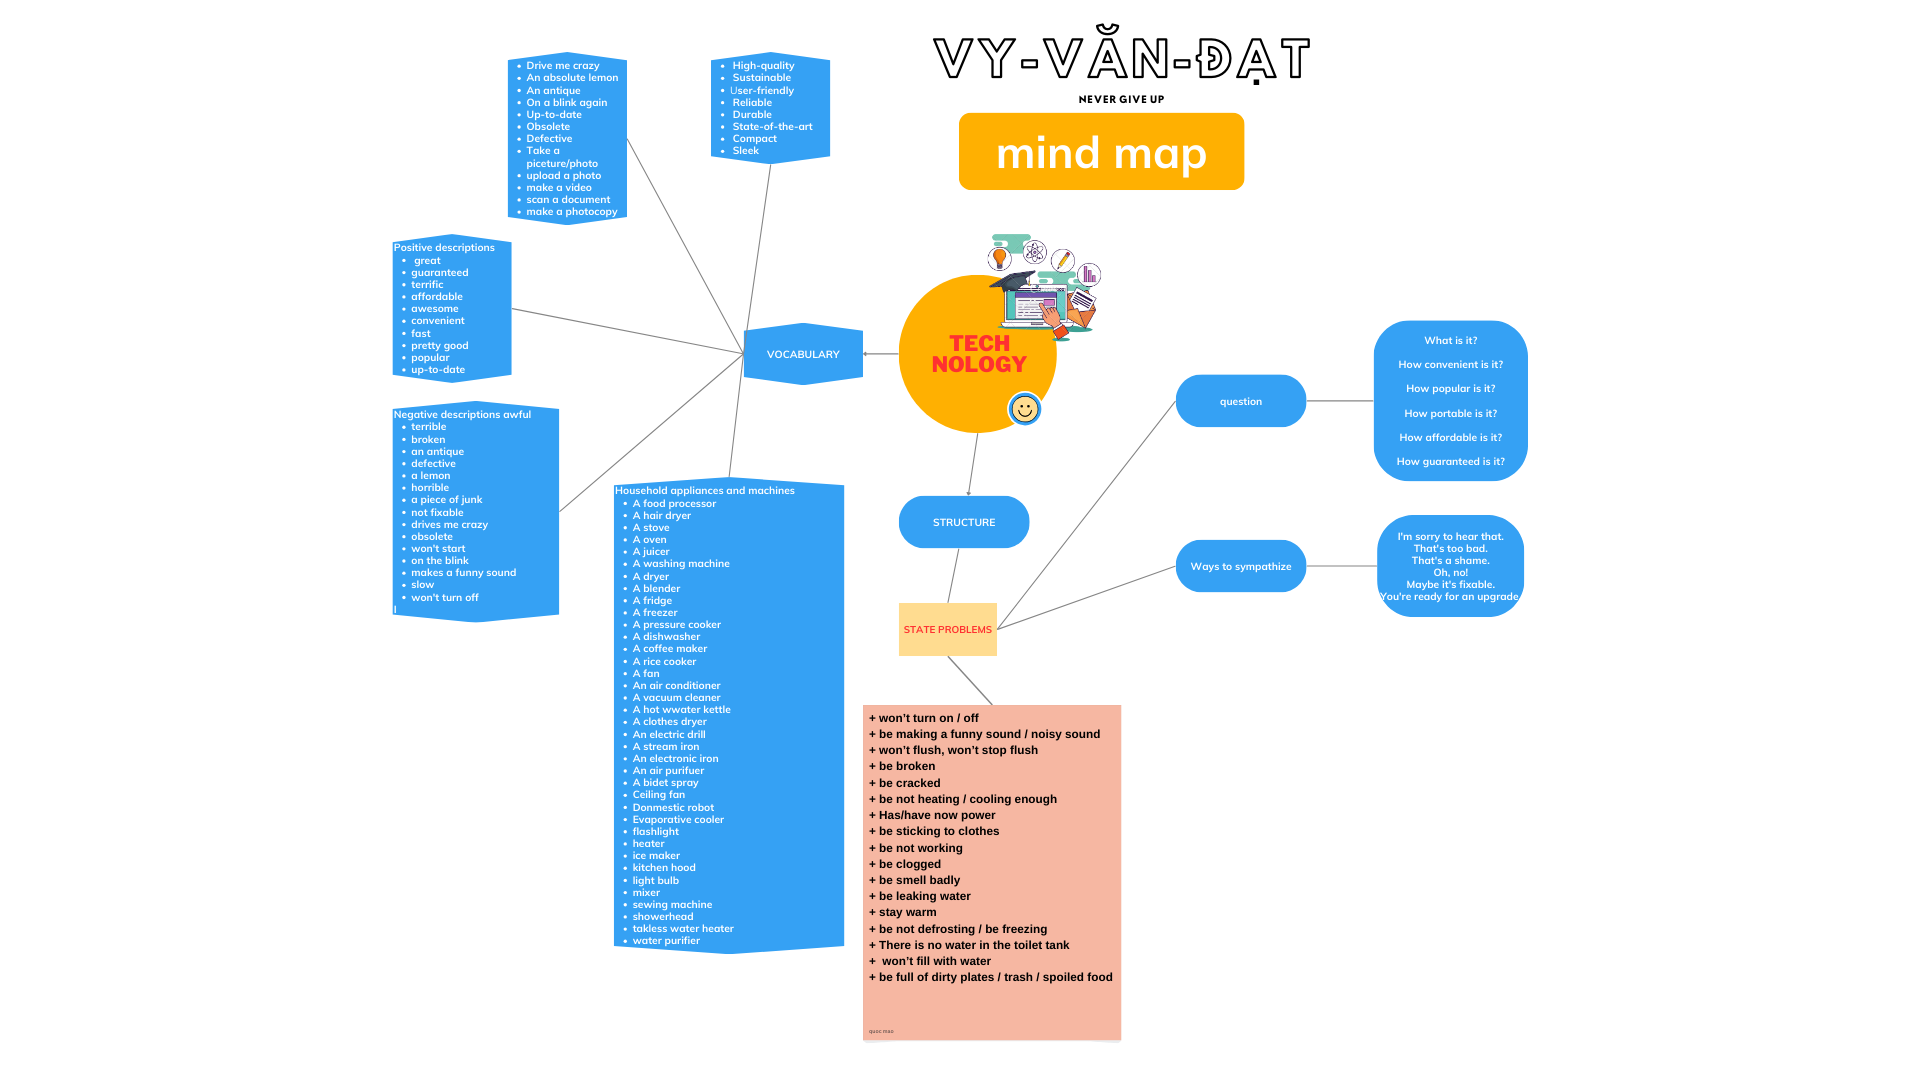 VY-VĂN-ĐẠT
NEVER GIVE UP
mind map
Drive me crazy
An absolute lemon
An antique
On a blink again
Up-to-date
Obsolete
Defective
Take a
piceture/photo
upload a photo
make a video
scan a document
make a photocopy
High-quality
Sustainable
User-friendly
Reliable
Durable
State-of-the-art
Compact
Sleek
Positive descriptions
great
guaranteed
terrific
affordable
awesome
convenient
fast
pretty good
popular
up-to-date
VOCABULARY
TECH
NOLOGY
Negative descriptions awful
terrible
broken
an antique
defective
a lemon
horrible
a piece of junk
not fixable
drives me crazy
obsolete
won't start
on the blink
makes a funny sound
slow
won't turn off
l
Household appliances and machines
A food processor
A hair dryer
A stove
A oven
A juicer
A washing machine
A dryer
A blender
A fridge
A freezer
A pressure cooker
A dishwasher
A coffee maker
A rice cooker
A fan
An air conditioner
A vacuum cleaner
A hot wwater kettle
A clothes dryer
An electric drill
A stream iron
An electronic iron
An air purifuer
A bidet spray
Ceiling fan
Donmestic robot
Evaporative cooler
flashlight
heater
ice maker
kitchen hood
light bulb
mixer
sewing machine
showerhead
takless water heater
water purifier
STRUCTURE
STATE PROBLEMS
question
What is it?
How convenient is it?
How popular is it?
How portable is it?
How affordable is it?
How guaranteed is it?
Ways to sympathize
I'm sorry to hear that.
That's too bad.
That's a shame.
Oh, no!
Maybe it's fixable.
You're ready for an upgrade.
+ won’t turn on / off
+ be making a funny sound / noisy sound
+ won’t flush, won’t stop flush
+ be broken
+ be cracked
+ be not heating / cooling enough
+ Has/have now power
+ be sticking to clothes
+ be not working
+ be clogged
+ be smell badly
+ be leaking water
+ stay warm
+ be not defrosting / be freezing
+ There is no water in the toilet tank
+ won’t fill with water
+ be full of dirty plates / trash / spoiled food